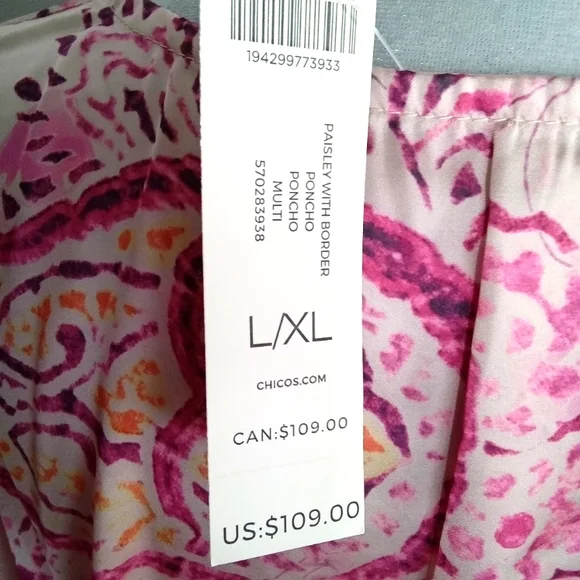 194299773933
PAISLEY WITH BORDER
PONCHO
PONCHO
MULTI
570283938
L/XL
CHICOS.COM
CAN:$109.00
US:$109.00